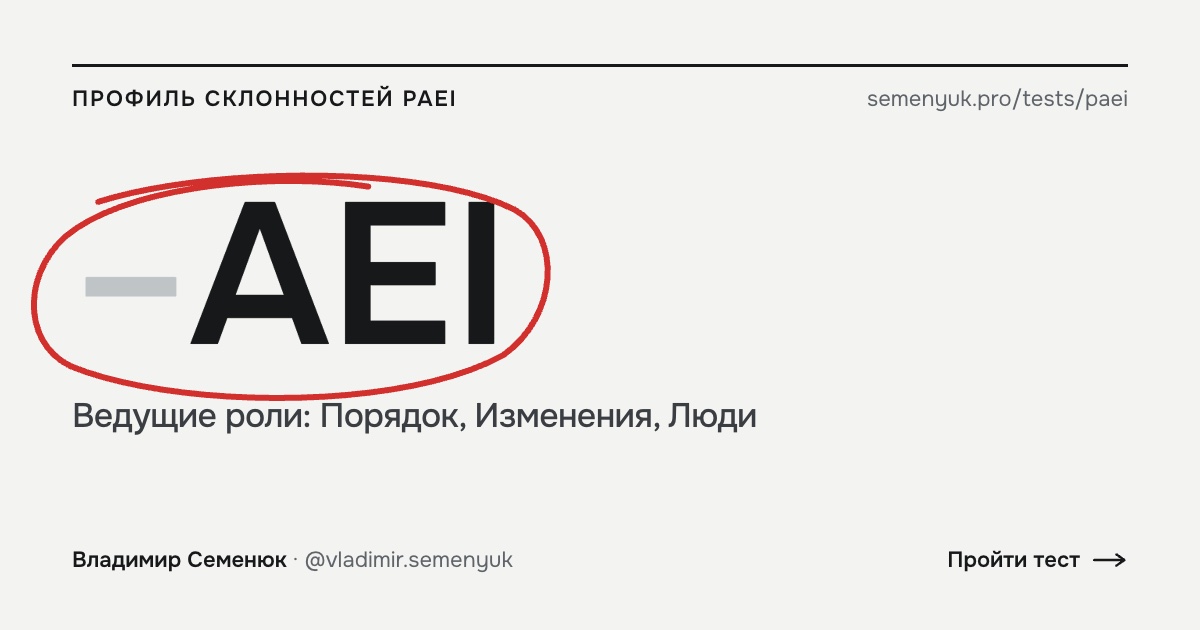 ПРОФИЛЬ СКЛОННОСТЕЙ PAEI
semenyuk.pro/tests/paei
–AEI
Ведущие роли: Порядок, Изменения, Люди
Владимир Семенюк · @vladimir.semenyuk
Пройти тест →